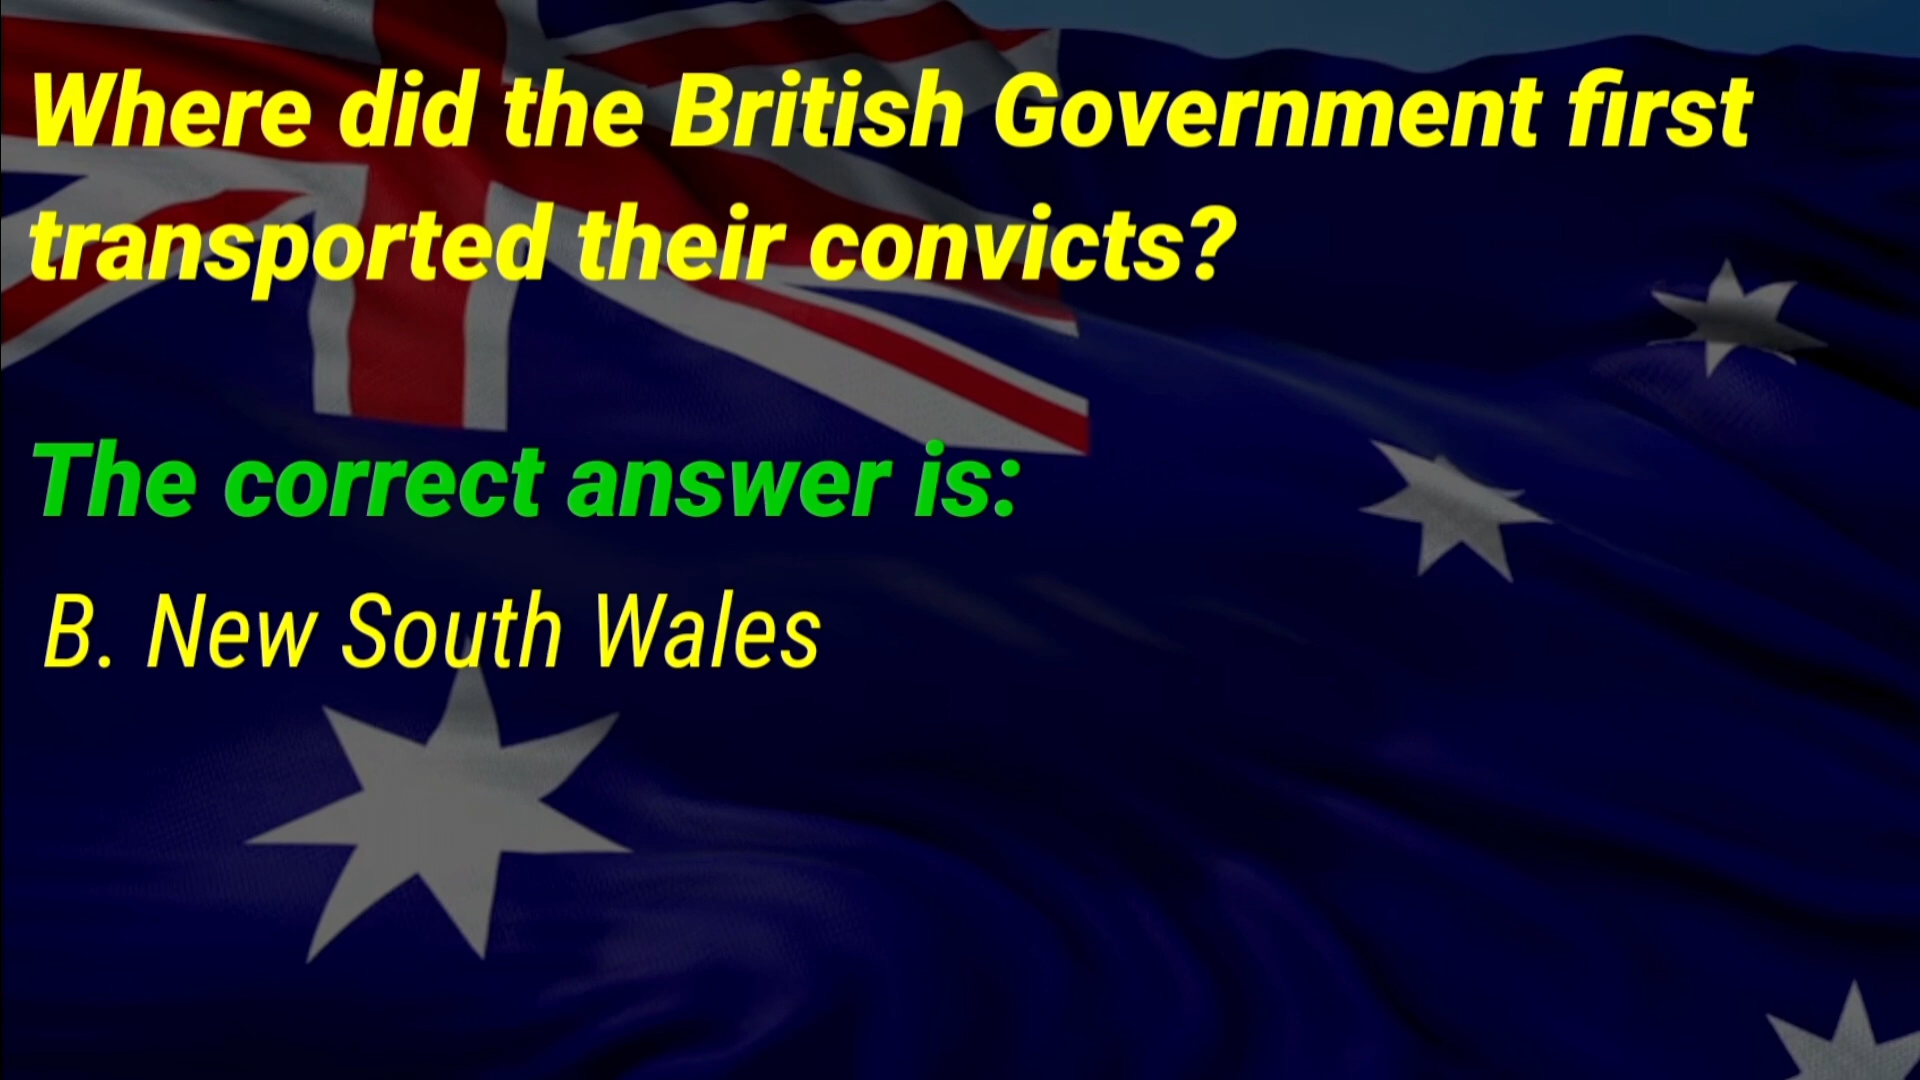 Where did the British Government first
transported their convicts?
The correct answer is:
B. New South Wales